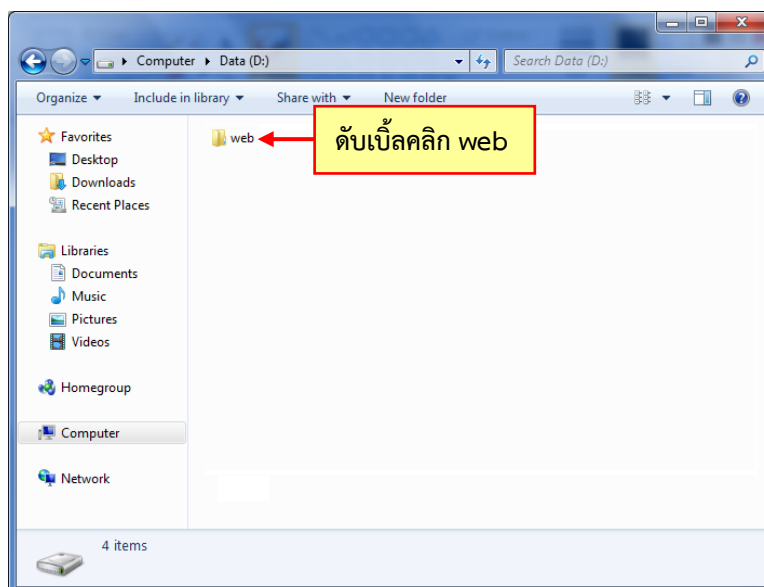 Computer Data (D:)
Search Data (D:)
Organize Include in library Share with New folder
Favorites
Desktop
Downloads
Recent Places
Libraries
Documents
Music
Pictures
Videos
Homegroup
Computer
Network
web
ดับเบิ้ลคลิก web
4 items